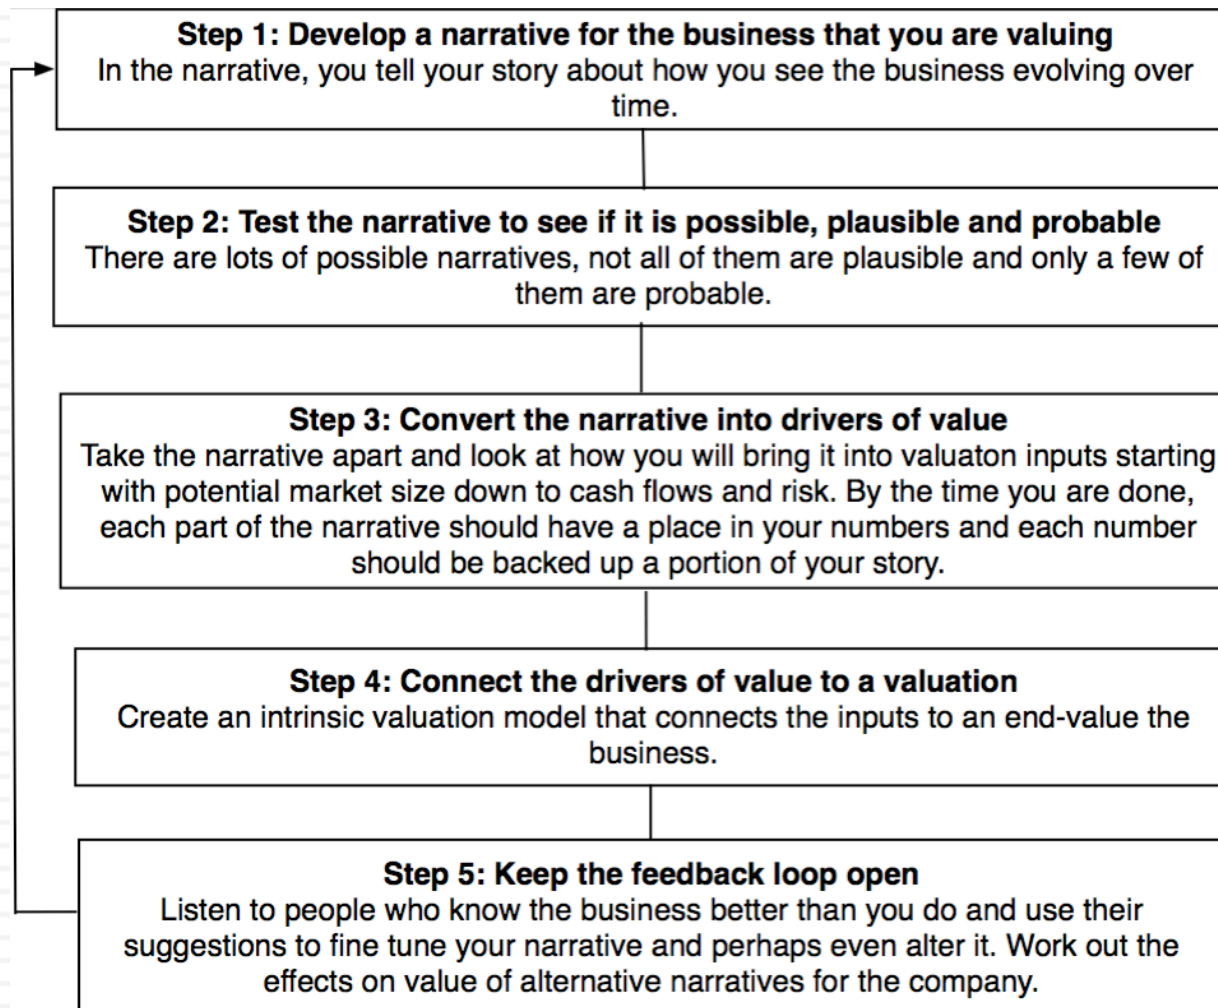 Step 1: Develop a narrative for the business that you are valuing
In the narrative, you tell your story about how you see the business evolving over
time.
Step 2: Test the narrative to see if it is possible, plausible and probable
There are lots of possible narratives, not all of them are plausible and only a few of
them are probable.
Step 3: Convert the narrative into drivers of value
Take the narrative apart and look at how you will bring it into valuaton inputs starting
with potential market size down to cash flows and risk. By the time you are done,
each part of the narrative should have a place in your numbers and each number
should be backed up a portion of your story.
Step 4: Connect the drivers of value to a valuation
Create an intrinsic valuation model that connects the inputs to an end-value the
business.
Step 5: Keep the feedback loop open
Listen to people who know the business better than you do and use their
suggestions to fine tune your narrative and perhaps even alter it. Work out the
effects on value of alternative narratives for the company.